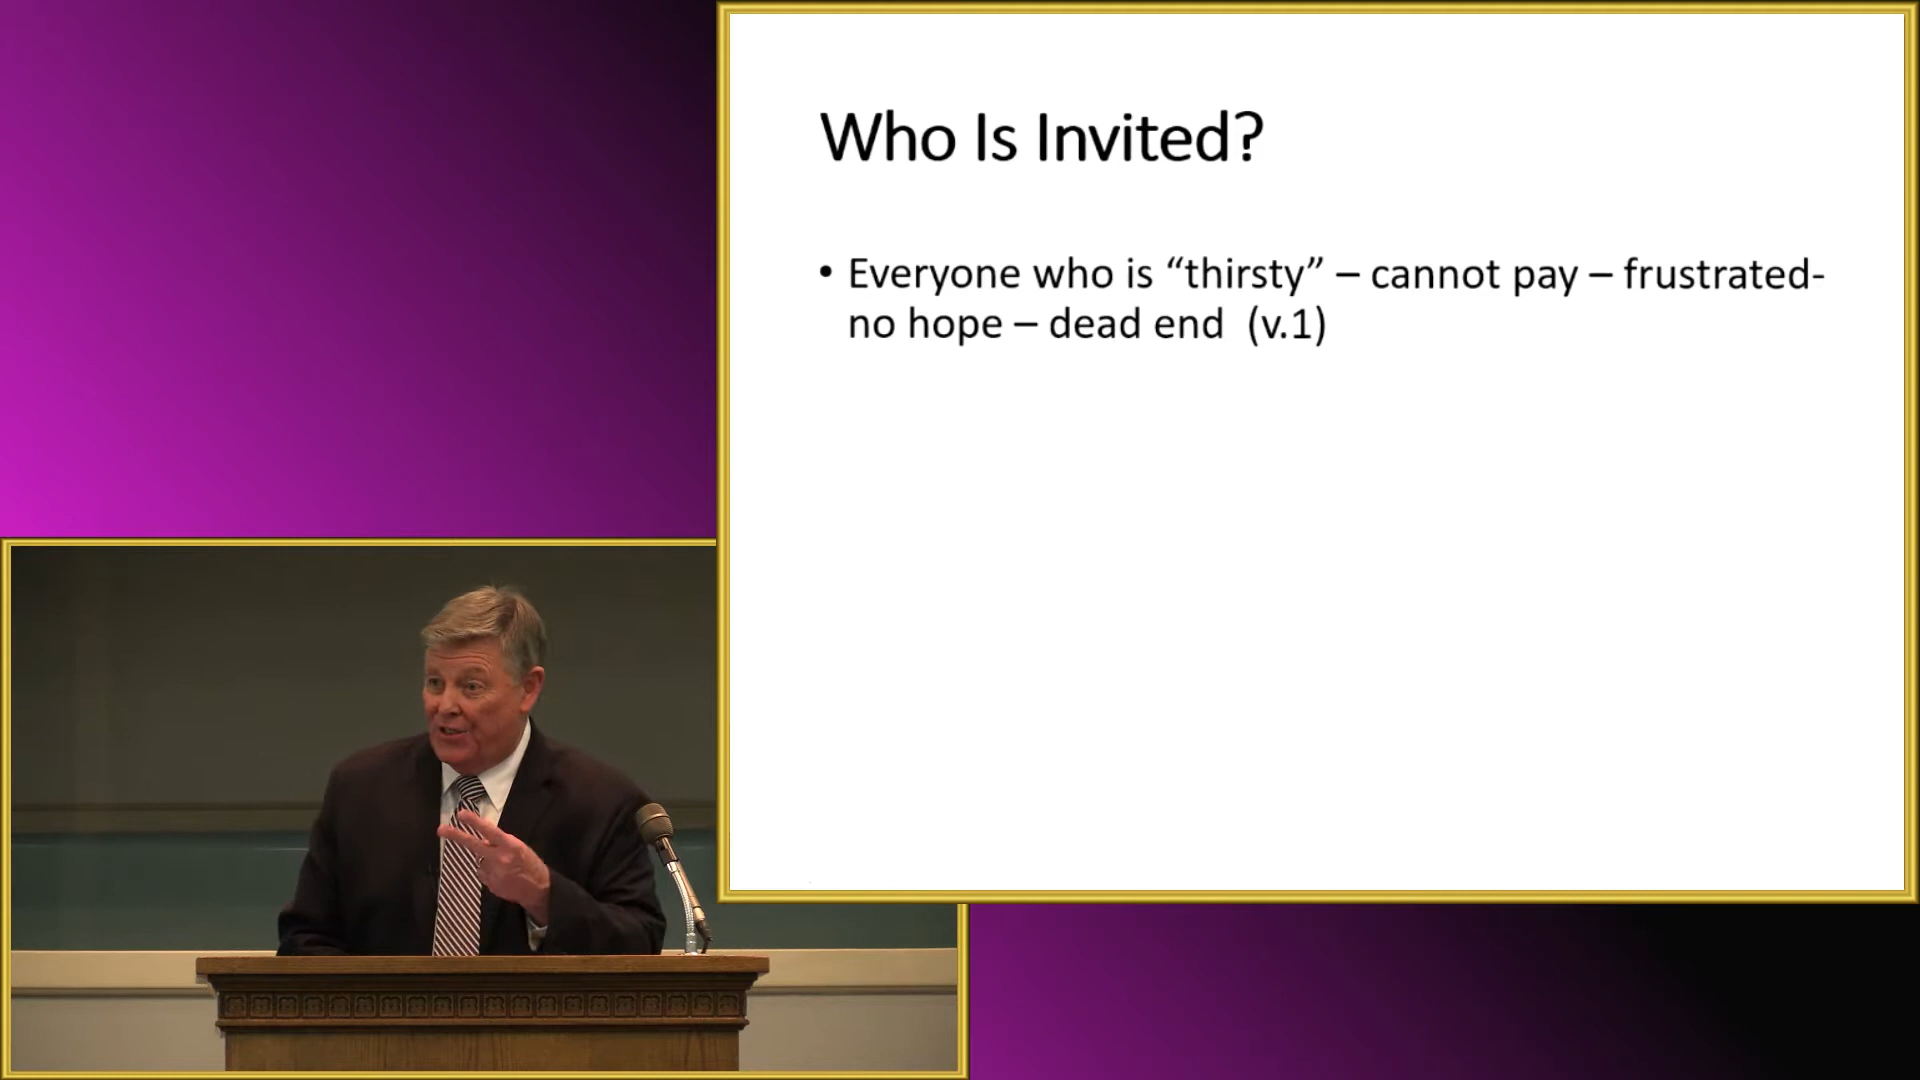 Who Is Invited?
• Everyone who is “thirsty” – cannot pay – frustrated-
no hope – dead end  (v.1)